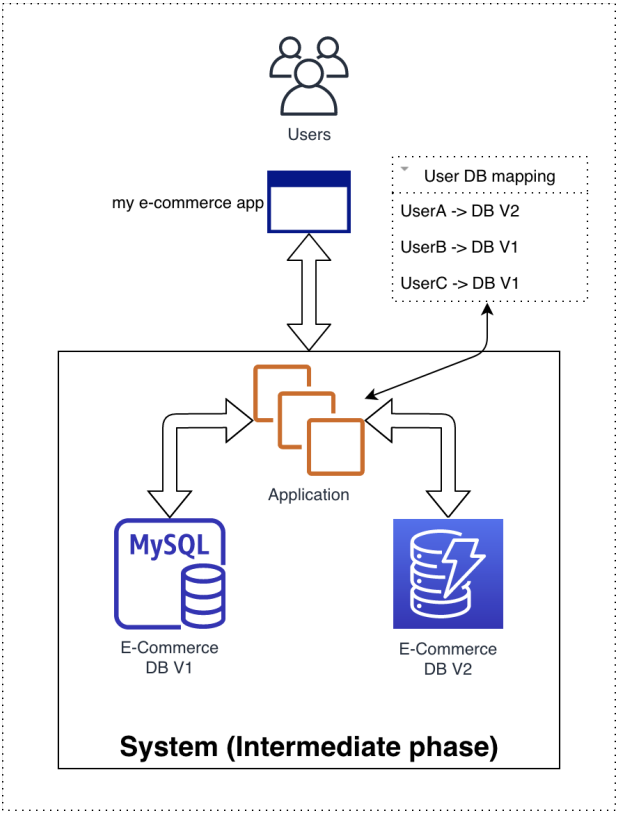 Users
my e-commerce app
User DB mapping
UserA -> DB V2
UserB -> DB V1
UserC -> DB V1
Application
MySQL
E-Commerce
DB V1
E-Commerce
DB V2
System (Intermediate phase)